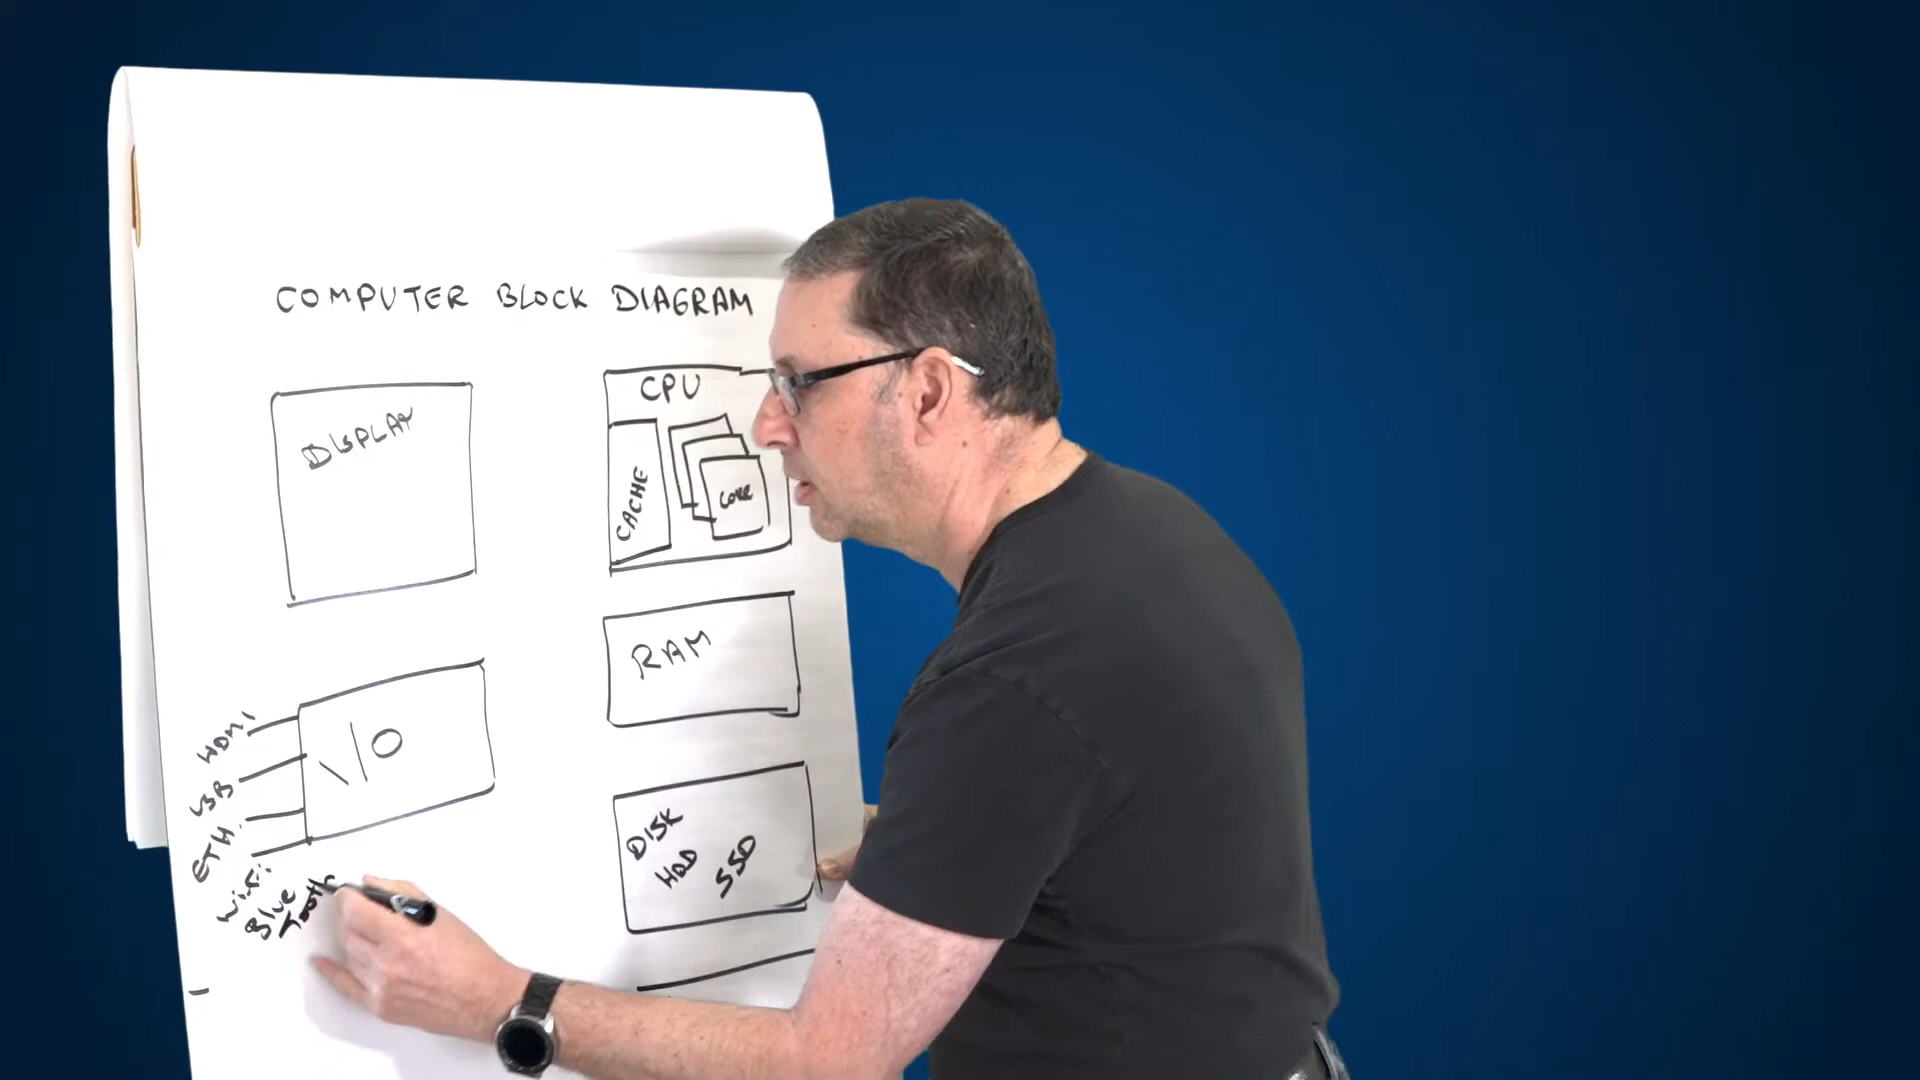 COMPUTER BLOCK DIAGRAM
DISPLAY
CPU
CACHE
CORE
RAM
I/O
HDMI
USB
ETH.
WiFi
Blue
Tooth
DISK
HDD
SSD